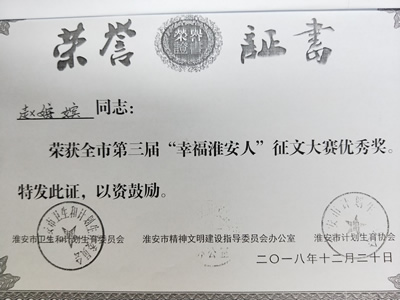 荣誉证书
赵婷嫔 同志：
荣获全市第三届“幸福淮安人”征文大赛优秀奖。
特发此证，以资鼓励。
淮安市卫生和计划生育委员会 淮安市精神文明建设指导委员会办公室 淮安市计划生育协会
二〇一八年十二月二十日